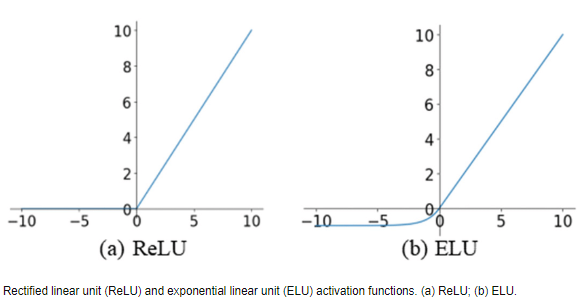 10
8
6
4
2
0
−10 −5 0 5 10
(a) ReLU
10
8
6
4
2
0
−10 −5 0 5 10
(b) ELU
Rectified linear unit (ReLU) and exponential linear unit (ELU) activation functions. (a) ReLU; (b) ELU.